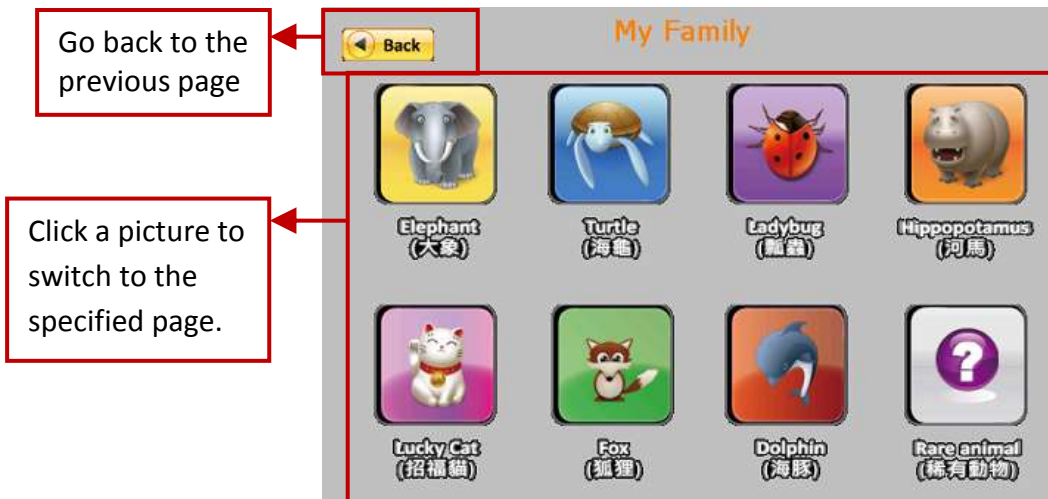 Go back to the
previous page
Back
My Family
Click a picture to
switch to the
specified page.
Elephant
(大象)
Turtle
(海龜)
Ladybug
(瓢蟲)
Hippopotamus
(河馬)
Lucky Cat
(招福貓)
Fox
(狐狸)
Dolphin
(海豚)
Rare animal
(稀有動物)
?